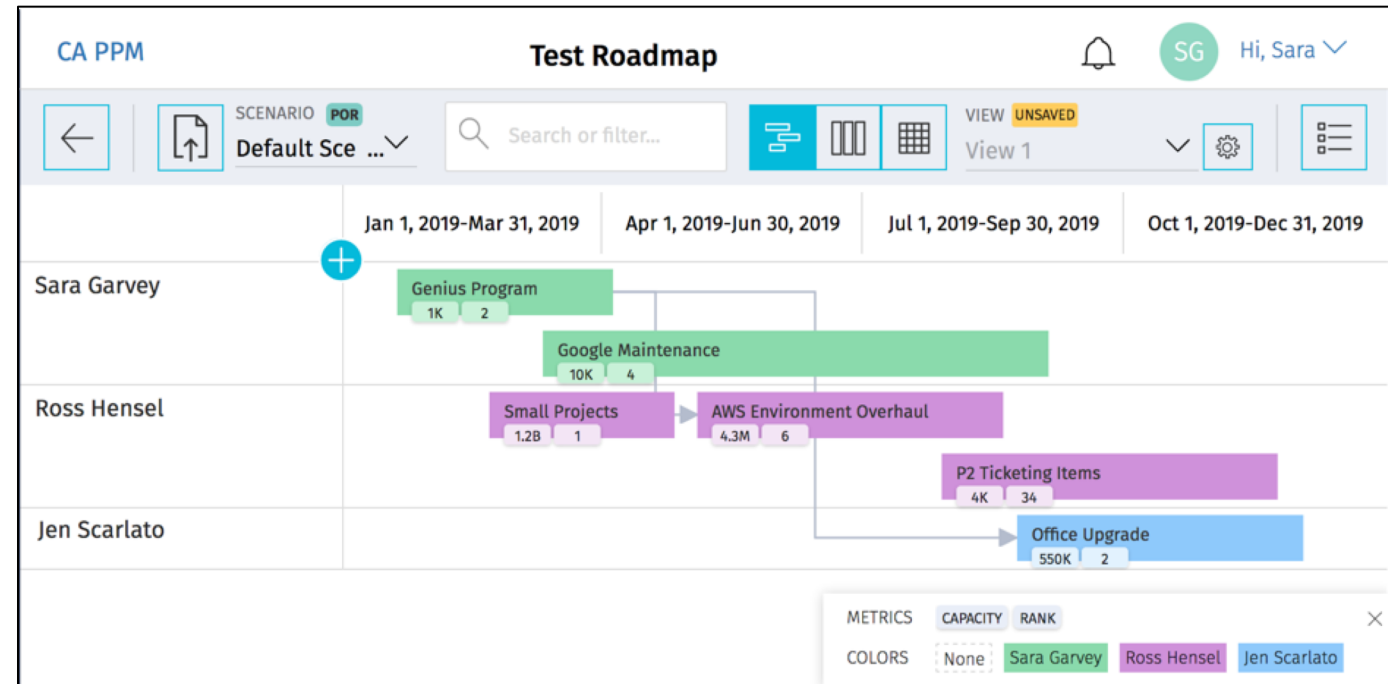 CA PPM
Test Roadmap
SG
Hi, Sara
SCENARIO POR
Default Sce ...
Search or filter...
VIEW UNSAVED
View 1
Jan 1, 2019-Mar 31, 2019
Apr 1, 2019-Jun 30, 2019
Jul 1, 2019-Sep 30, 2019
Oct 1, 2019-Dec 31, 2019
Sara Garvey
Genius Program
1K 2
Google Maintenance
10K 4
Ross Hensel
Small Projects
1.2B 1
AWS Environment Overhaul
4.3M 6
P2 Ticketing Items
4K 34
Jen Scarlato
Office Upgrade
550K 2
METRICS CAPACITY RANK
COLORS None Sara Garvey Ross Hensel Jen Scarlato